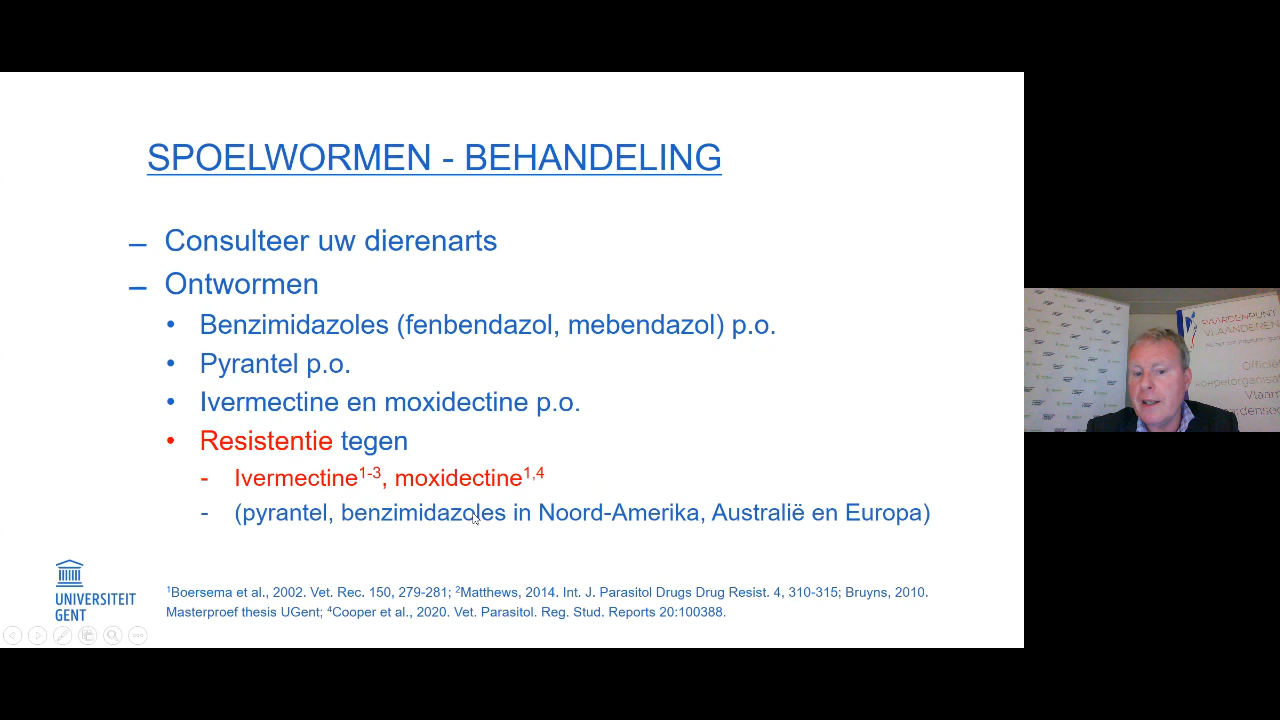 SPOELWORMEN - BEHANDELING
– Consulteer uw dierenarts
– Ontwormen
• Benzimidazoles (fenbendazol, mebendazol) p.o.
• Pyrantel p.o.
• Ivermectine en moxidectine p.o.
• Resistentie tegen
- Ivermectine1-3, moxidectine1,4
- (pyrantel, benzimidazoles in Noord-Amerika, Australië en Europa)
1Boersema et al., 2002. Vet. Rec. 150, 279-281; 2Matthews, 2014. Int. J. Parasitol Drugs Drug Resist. 4, 310-315; Bruyns, 2010.
Masterproef thesis UGent; 4Cooper et al., 2020. Vet. Parasitol. Reg. Stud. Reports 20:100388.
UNIVERSITEIT
GENT
VLAANDEREN